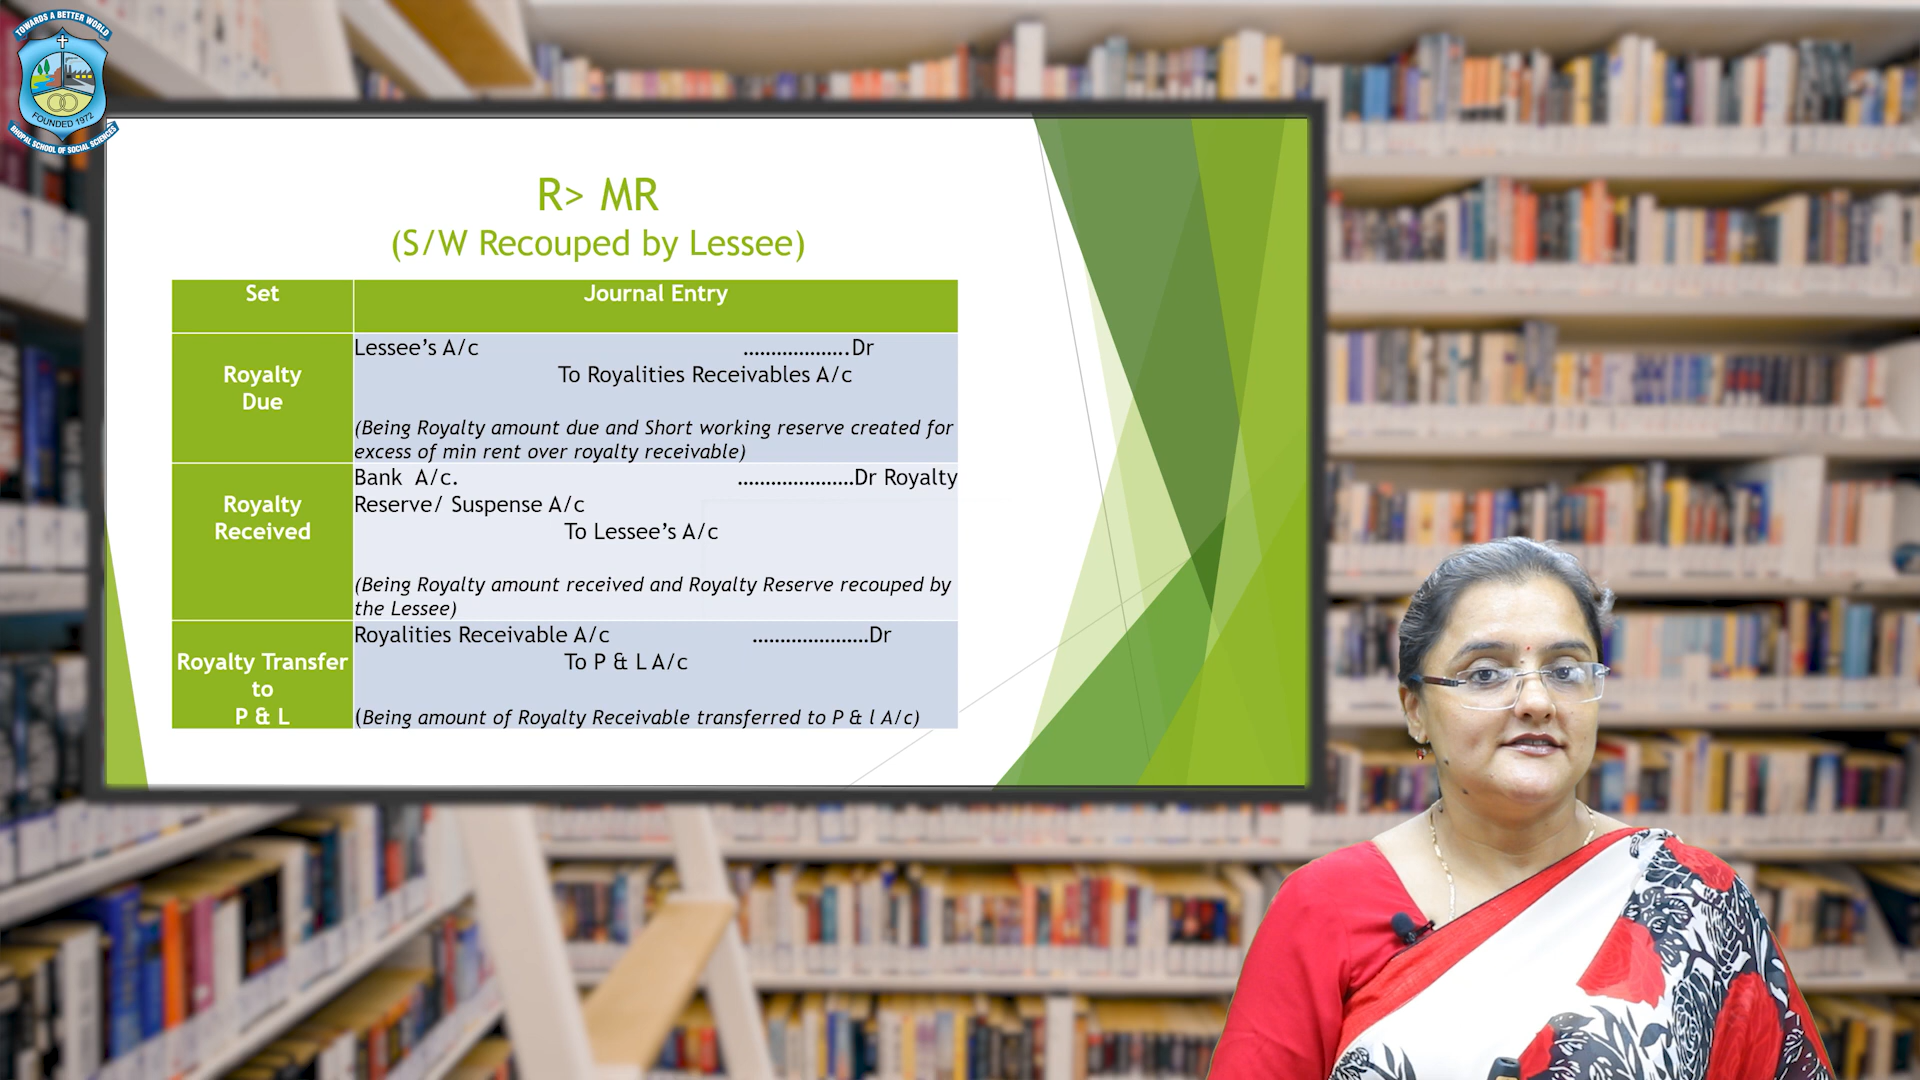 TOWARDS A BETTER WORLD
FOUNDED 1972
BHOPAL SCHOOL OF SOCIAL SCIENCES
R> MR
(S/W Recouped by Lessee)
Set Journal Entry
Royalty
Due
Lessee’s A/c ………………..Dr
To Royalities Receivables A/c
(Being Royalty amount due and Short working reserve created for
excess of min rent over royalty receivable)
Royalty
Received
Bank A/c. ………………….Dr Royalty
Reserve/ Suspense A/c
To Lessee’s A/c
(Being Royalty amount received and Royalty Reserve recouped by
the Lessee)
Royalty Transfer
to
P & L
Royalities Receivable A/c ………………….Dr
To P & L A/c
(Being amount of Royalty Receivable transferred to P & l A/c)